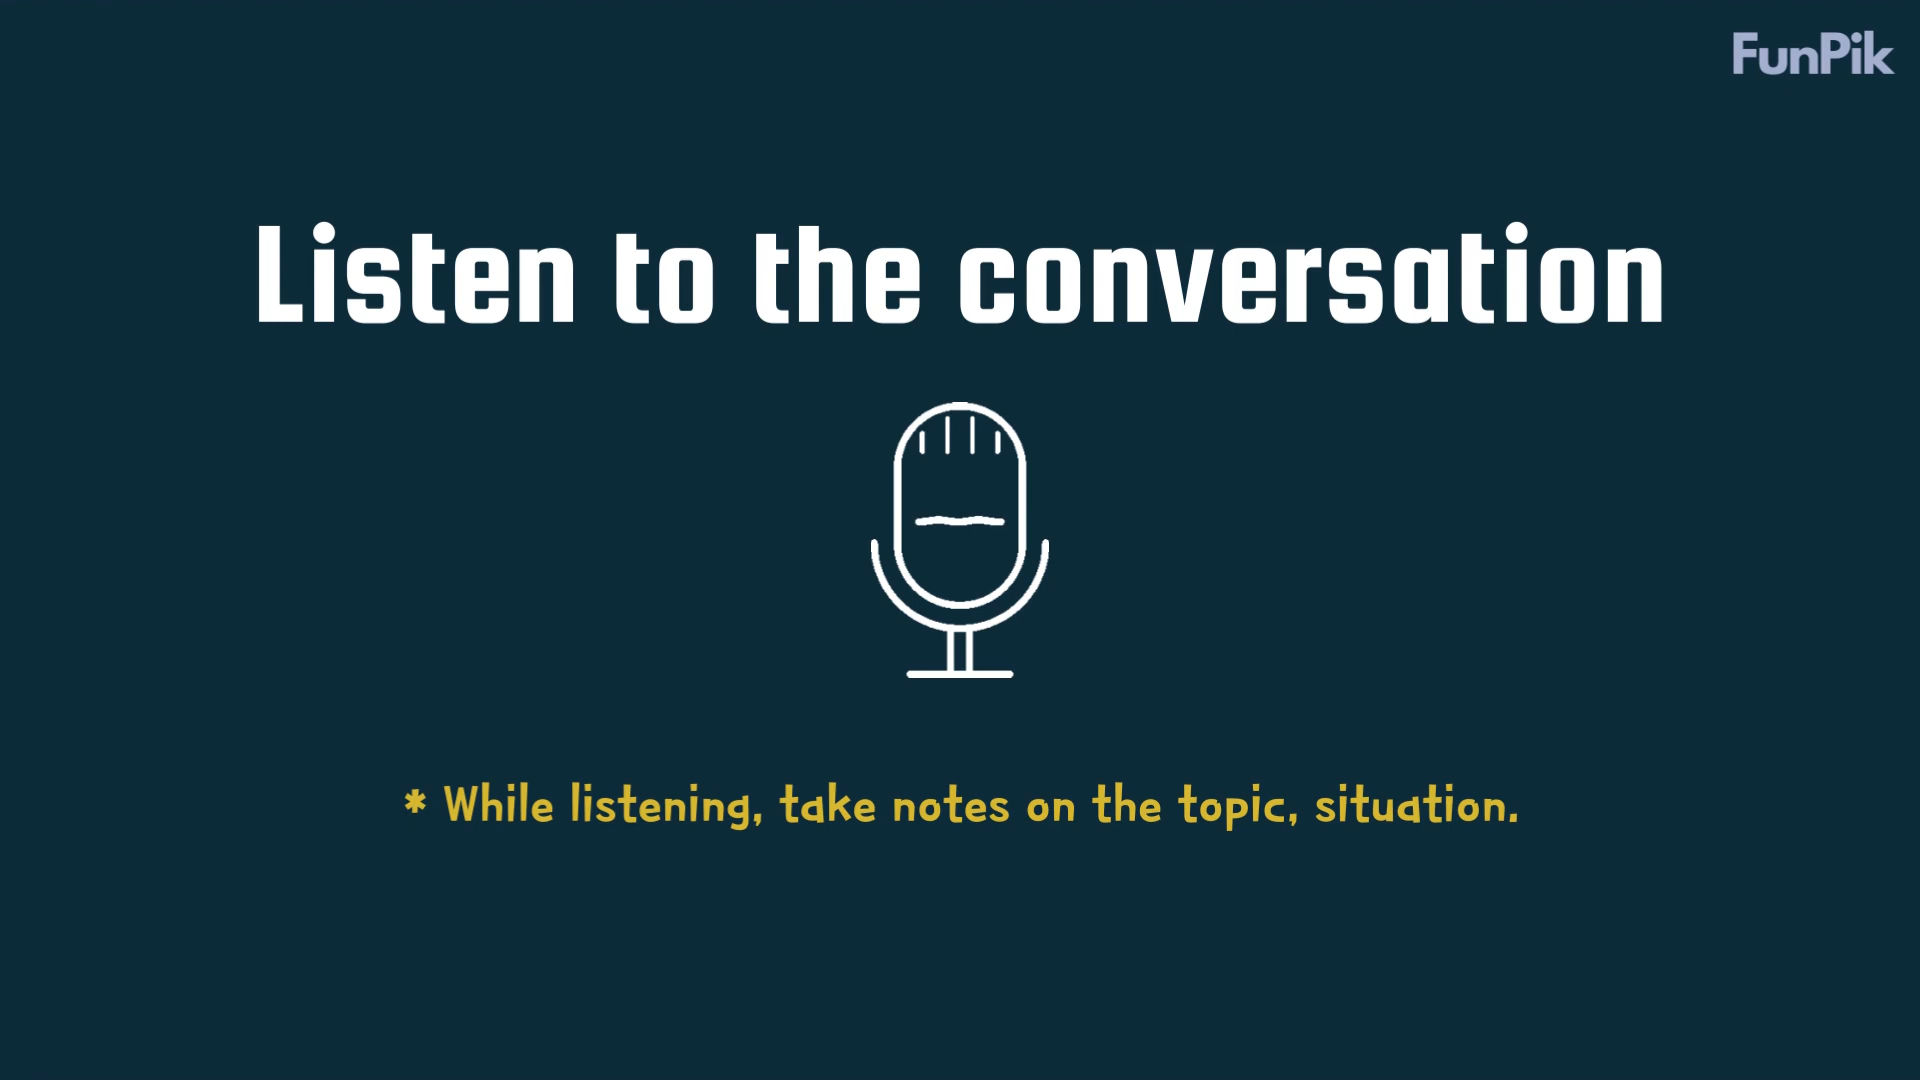 FunPik
Listen to the conversation
* While listening, take notes on the topic, situation.